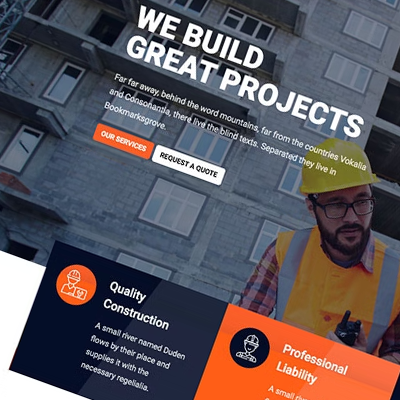 WE BUILD
GREAT PROJECTS
Far far away, behind the word mountains, far from the countries Vokalia
and Consonantia, there live the blind texts. Separated they live in
Bookmarksgrove.
OUR SERVICES
REQUEST A QUOTE
Quality
Construction
A small river named Duden
flows by their place and
supplies it with the
necessary regelialia.
Professional
Liability
A small